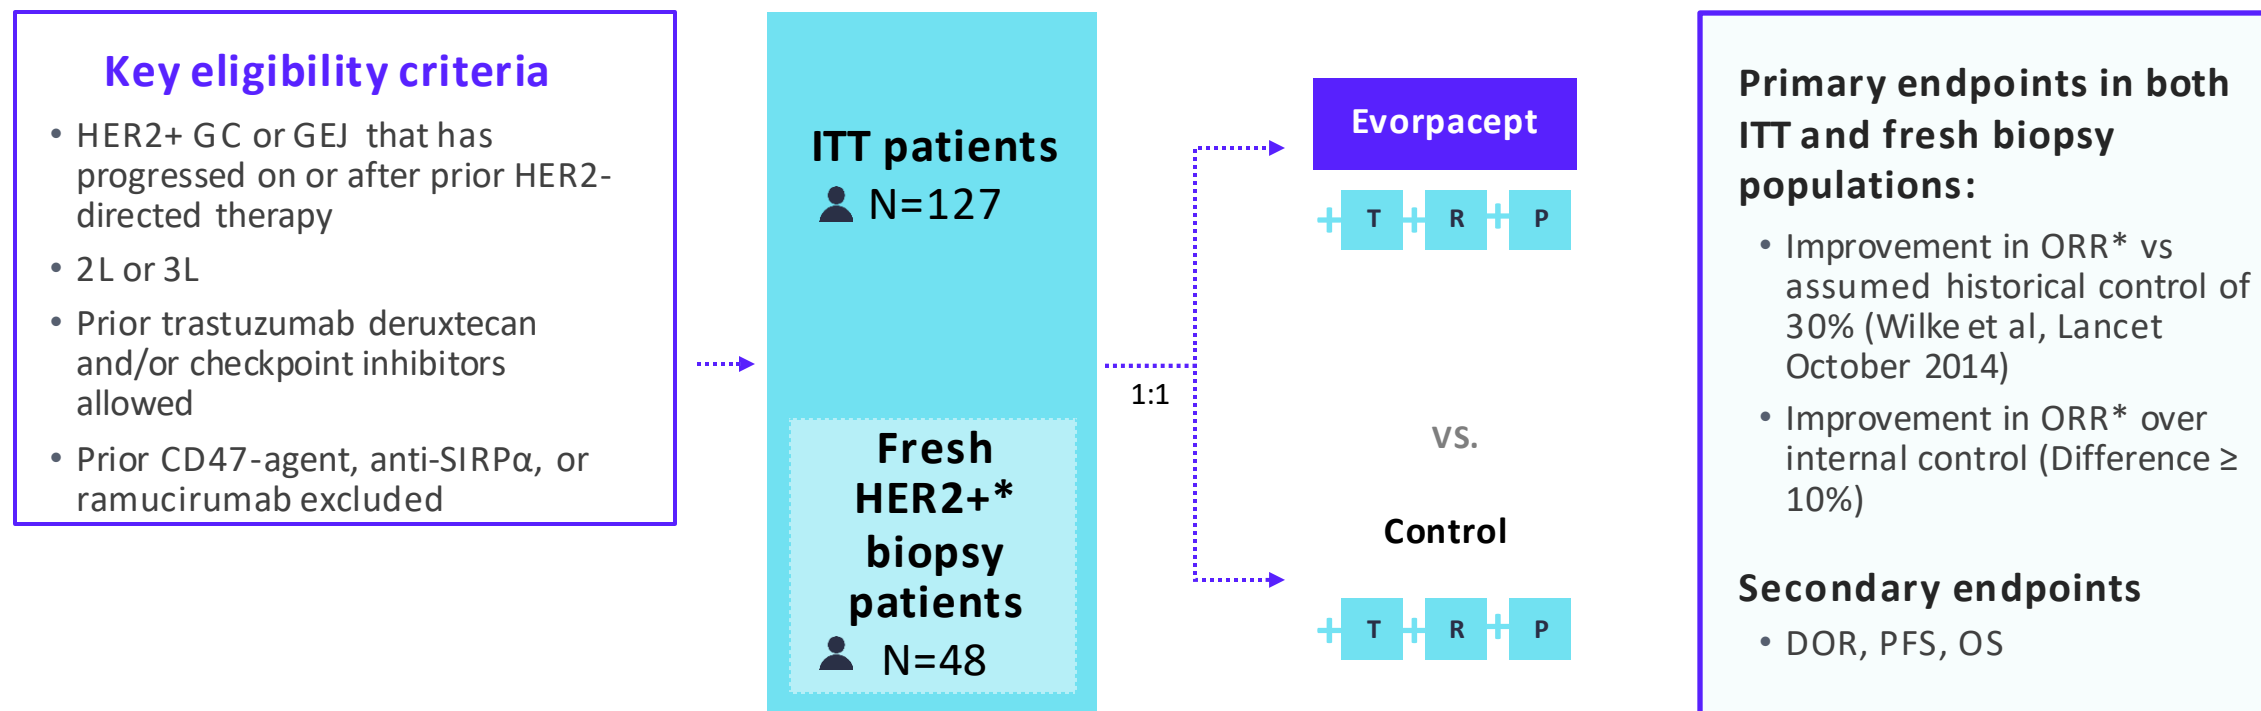 Key eligibility criteria
• HER2+ GC or GEJ that has
progressed on or after prior HER2-
directed therapy
• 2L or 3L
• Prior trastuzumab deruxtecan
and/or checkpoint inhibitors
allowed
• Prior CD47-agent, anti-SIRPα, or
ramucirumab excluded
ITT patients
N=127
Fresh
HER2+*
biopsy
patients
N=48
1:1
Evorpacept
+ T + R + P
VS.
Control
+ T + R + P
Primary endpoints in both
ITT and fresh biopsy
populations:
• Improvement in ORR* vs
assumed historical control of
30% (Wilke et al, Lancet
October 2014)
• Improvement in ORR* over
internal control (Difference ≥
10%)
Secondary endpoints
• DOR, PFS, OS